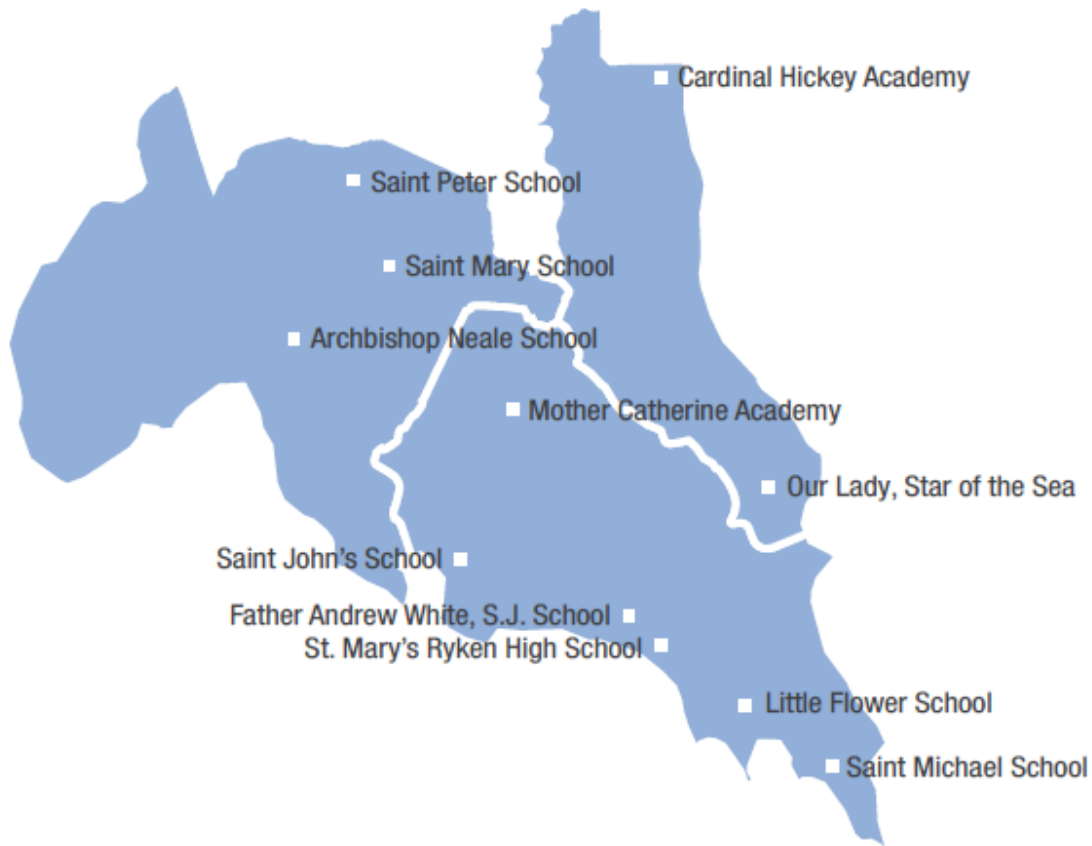 Cardinal Hickey Academy
Saint Peter School
Saint Mary School
Archbishop Neale School
Mother Catherine Academy
Our Lady, Star of the Sea
Saint John's School
Father Andrew White, S.J. School
St. Mary's Ryken High School
Little Flower School
Saint Michael School